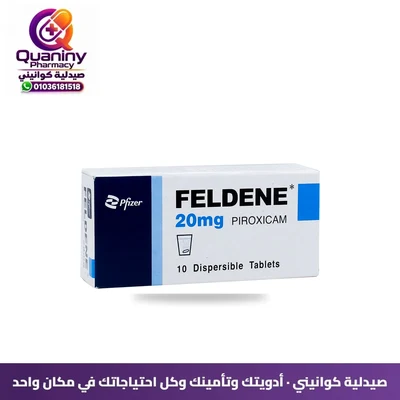 Quaniny
Pharmacy
صيدلية كوانيني
01036181518
Pfizer
FELDENE*
20mg PIROXICAM
10 Dispersible Tablets
صيدلية كوانيني · أدويتك وتأمينك وكل احتياجاتك في مكان واحد